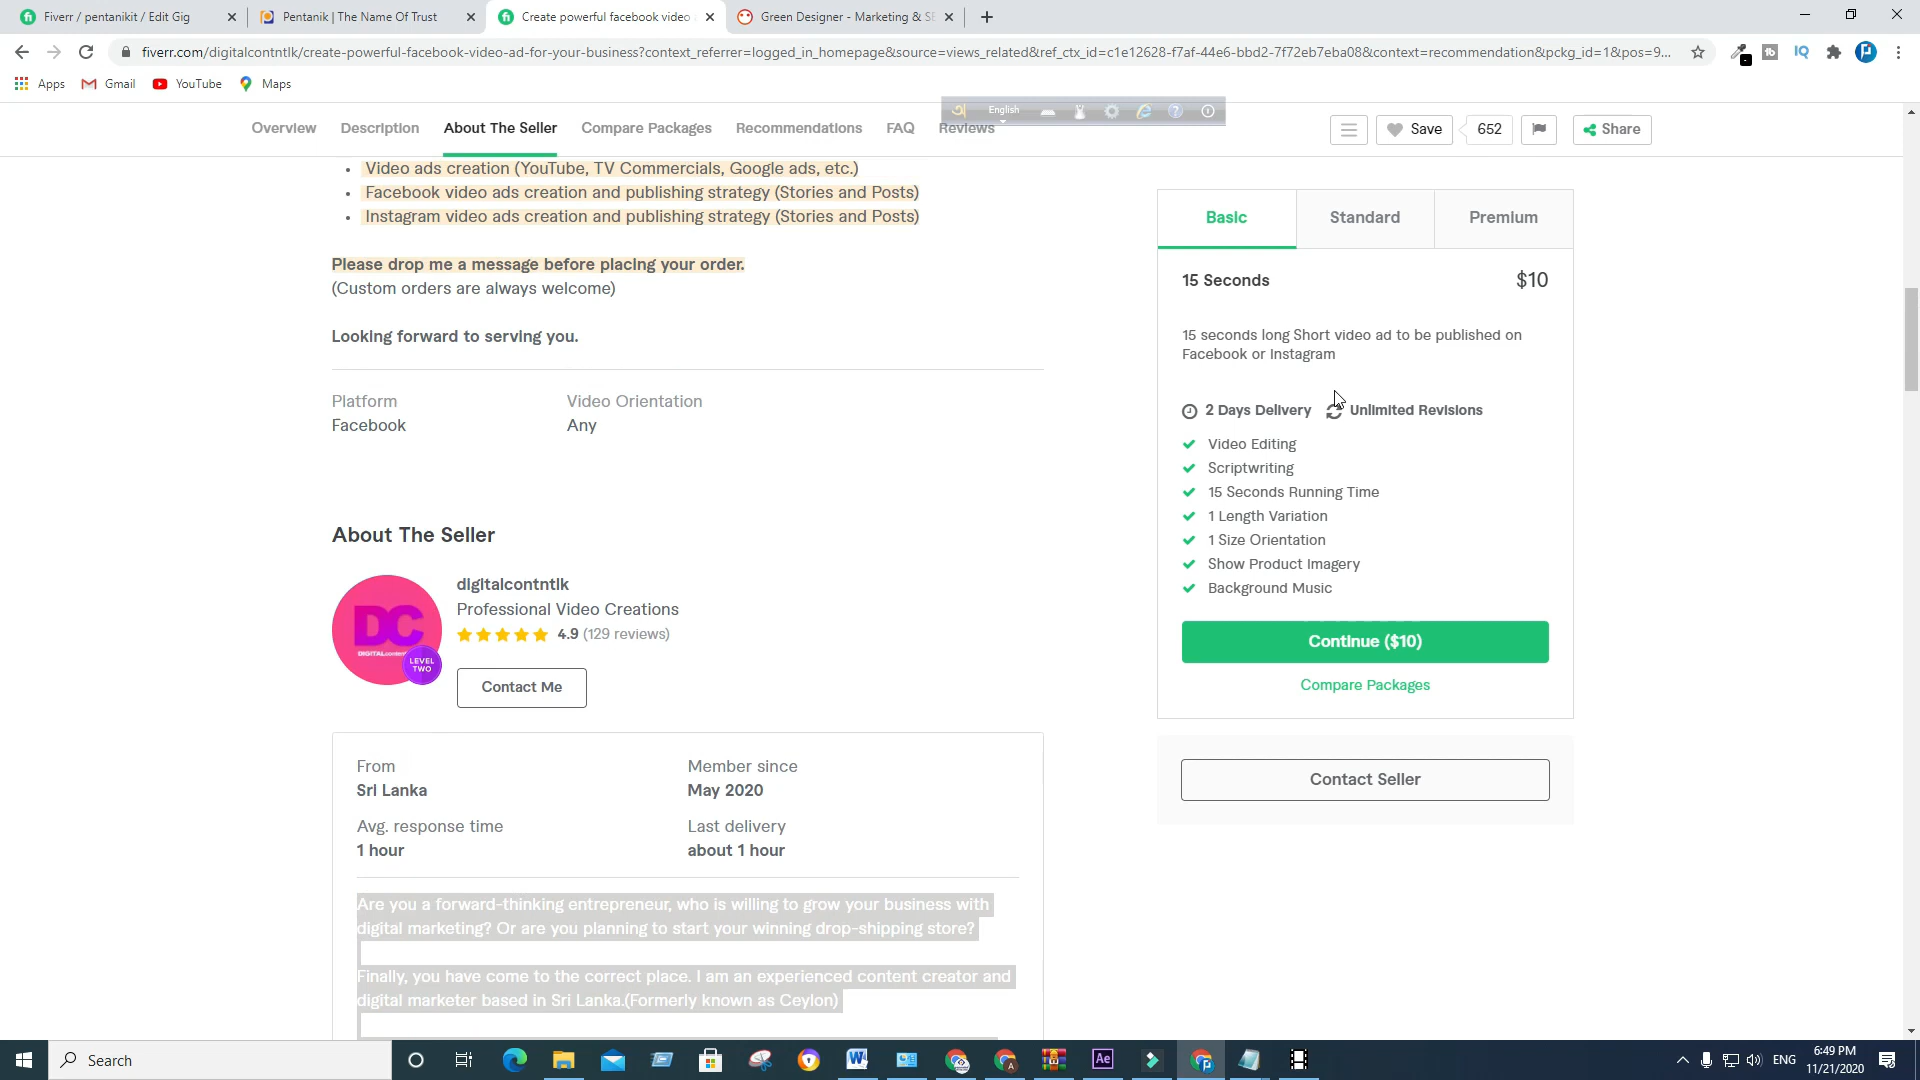 Fiverr / pentanikit / Edit Gig
Pentanik | The Name Of Trust
Create powerful facebook video
Green Designer - Marketing & SE
fiverr.com/digitalcontntlk/create-powerful-facebook-video-ad-for-your-business?context_referrer=logged_in_homepage&source=views_related&ref_ctx_id=c1e12628-f7af-44e6-bbd2-7f72eb7eba08&context=recommendation&pckg_id=1&pos=9...
Apps
Gmail
YouTube
Maps
English
Overview
Description
About The Seller
Compare Packages
Recommendations
FAQ
Reviews
Save
652
Share
Video ads creation (YouTube, TV Commercials, Google ads, etc.)
Facebook video ads creation and publishing strategy (Stories and Posts)
Instagram video ads creation and publishing strategy (Stories and Posts)
Please drop me a message before placing your order.
(Custom orders are always welcome)
Looking forward to serving you.
Platform
Facebook
Video Orientation
Any
About The Seller
DC
LEVEL
TWO
digitalcontntlk
Professional Video Creations
4.9 (129 reviews)
Contact Me
From
Sri Lanka
Member since
May 2020
Avg. response time
1 hour
Last delivery
about 1 hour
Are you a forward-thinking entrepreneur, who is willing to grow your business with
digital marketing? Or are you planning to start your winning drop-shipping store?
Finally, you have come to the correct place. I am an experienced content creator and
digital marketer based in Sri Lanka.(Formerly known as Ceylon)
Basic
Standard
Premium
15 Seconds
$10
15 seconds long Short video ad to be published on
Facebook or Instagram
2 Days Delivery
Unlimited Revisions
Video Editing
Scriptwriting
15 Seconds Running Time
1 Length Variation
1 Size Orientation
Show Product Imagery
Background Music
Continue ($10)
Compare Packages
Contact Seller
Search
ENG
6:49 PM
11/21/2020